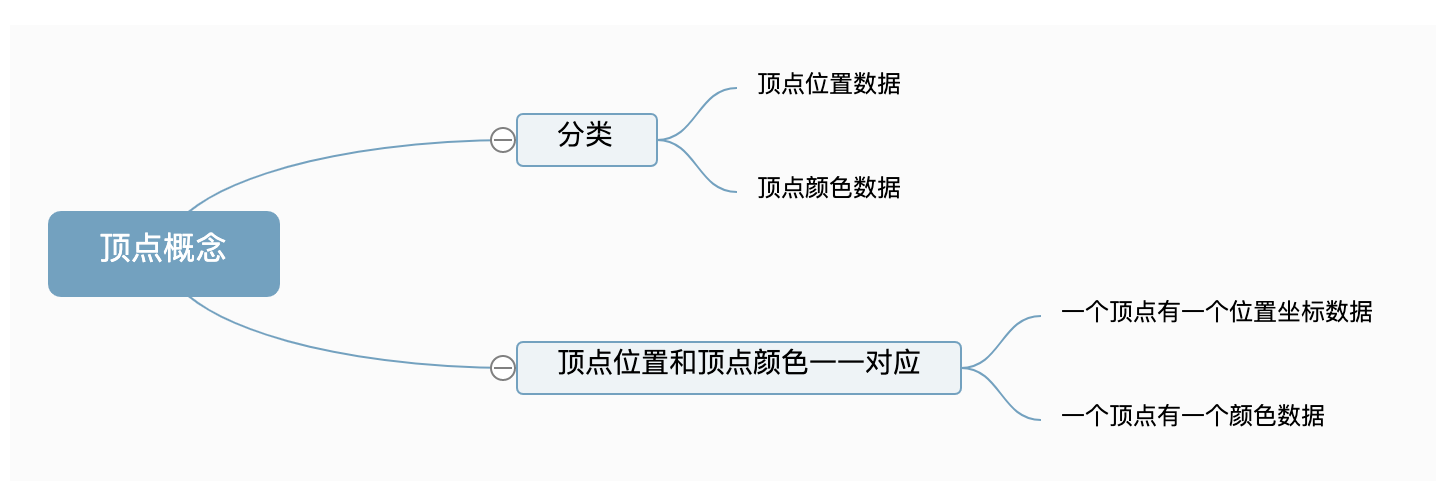 顶点概念
分类
顶点位置数据
顶点颜色数据
顶点位置和顶点颜色一一对应
一个顶点有一个位置坐标数据
一个顶点有一个颜色数据